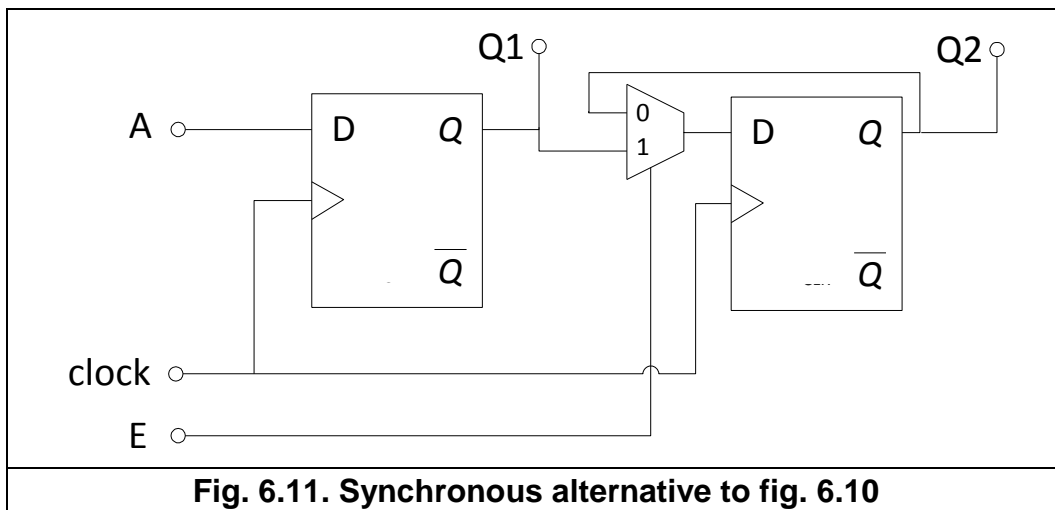 Q1
Q2
A
D
Q
Q
0
1
D
Q
Q
clock
E
Fig. 6.11. Synchronous alternative to fig. 6.10